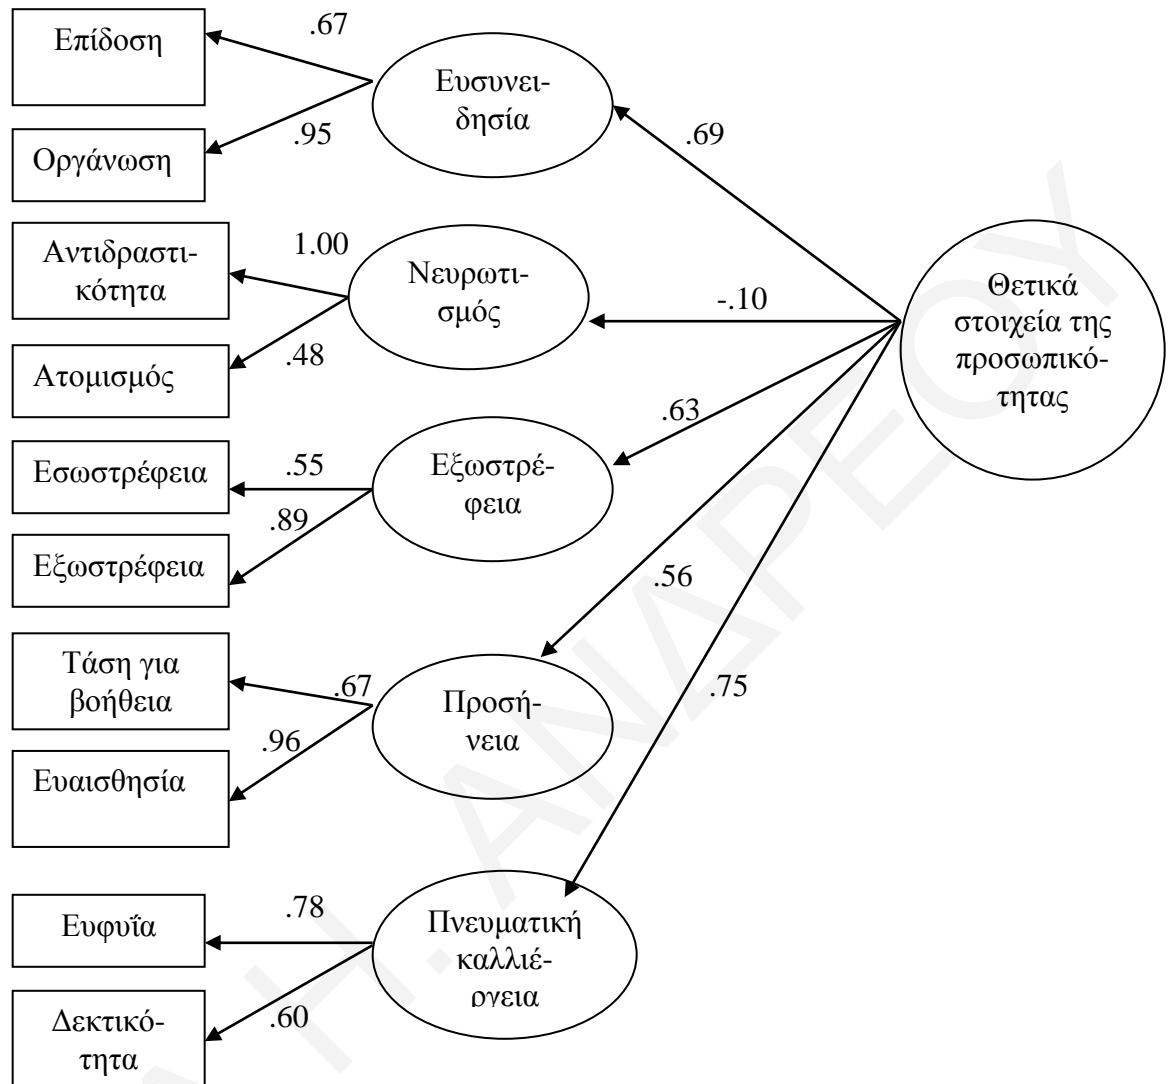 Επίδοση
.67
Ευσυνει-
δησία
.95
Οργάνωση
.69
Αντιδραστι-
κότητα
1.00
Νευρωτι-
σμός
-.10
Θετικά
στοιχεία της
προσωπικό-
τητας
.48
Ατομισμός
.63
Εσωστρέφεια
.55
Εξωστρέ-
φεια
.89
Εξωστρέφεια
.56
Τάση για
βοήθεια
.67
Προσή-
νεια
.75
.96
Ευαισθησία
Ευφυΐα
.78
Πνευματική
καλλιέ-
ργεια
.60
Δεκτικό-
τητα
Η. ΑΝΔΡΕΟΥ